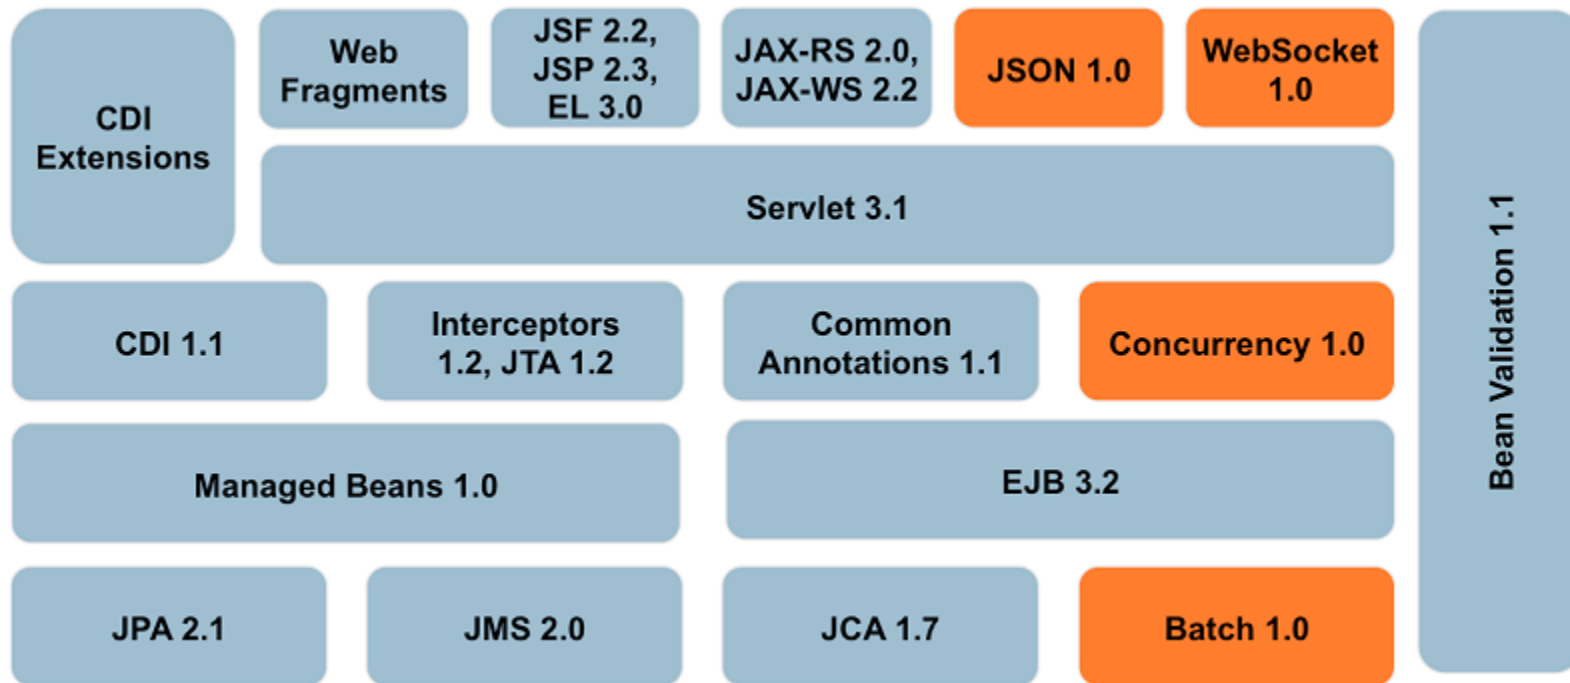 CDI
Extensions
Web
Fragments
JSF 2.2,
JSP 2.3,
EL 3.0
JAX-RS 2.0,
JAX-WS 2.2
JSON 1.0
WebSocket
1.0
Servlet 3.1
CDI 1.1
Interceptors
1.2, JTA 1.2
Common
Annotations 1.1
Concurrency 1.0
Managed Beans 1.0
EJB 3.2
JPA 2.1
JMS 2.0
JCA 1.7
Batch 1.0
Bean Validation 1.1